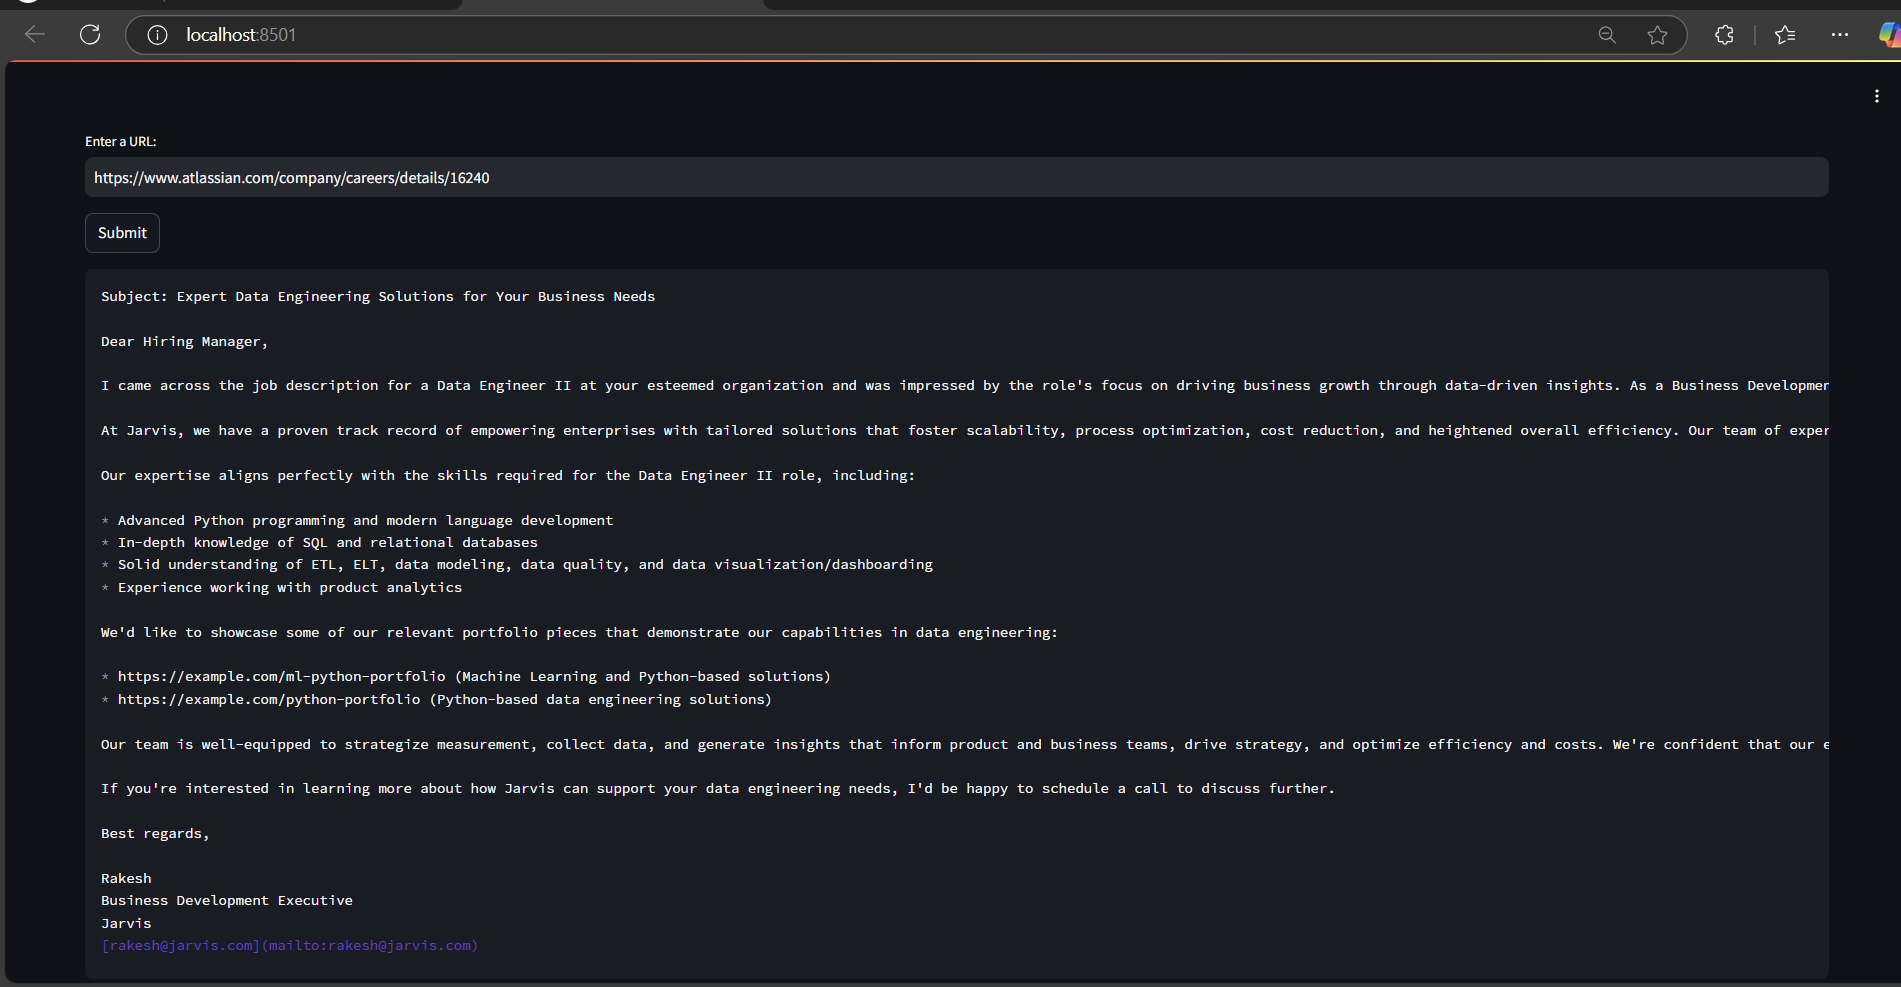 localhost:8501
Enter a URL:
https://www.atlassian.com/company/careers/details/16240
Submit
Subject: Expert Data Engineering Solutions for Your Business Needs
Dear Hiring Manager,
I came across the job description for a Data Engineer II at your esteemed organization and was impressed by the role's focus on driving business growth through data-driven insights. As a Business
At Jarvis, we have a proven track record of empowering enterprises with tailored solutions that foster scalability, process optimization, cost reduction, and heightened overall efficiency. Our team of
Our expertise aligns perfectly with the skills required for the Data Engineer II role, including:
* Advanced Python programming and modern language development
* In-depth knowledge of SQL and relational databases
* Solid understanding of ETL, ELT, data modeling, data quality, and data visualization/dashboarding
* Experience working with product analytics
We'd like to showcase some of our relevant portfolio pieces that demonstrate our capabilities in data engineering:
* https://example.com/ml-python-portfolio (Machine Learning and Python-based solutions)
* https://example.com/python-portfolio (Python-based data engineering solutions)
Our team is well-equipped to strategize measurement, collect data, and generate insights that inform product and business teams, drive strategy, and optimize efficiency and costs. We're confident that our
If you're interested in learning more about how Jarvis can support your data engineering needs, I'd be happy to schedule a call to discuss further.
Best regards,
Rakesh
Business Development Executive
Jarvis
[rakesh@jarvis.com](mailto:rakesh@jarvis.com)